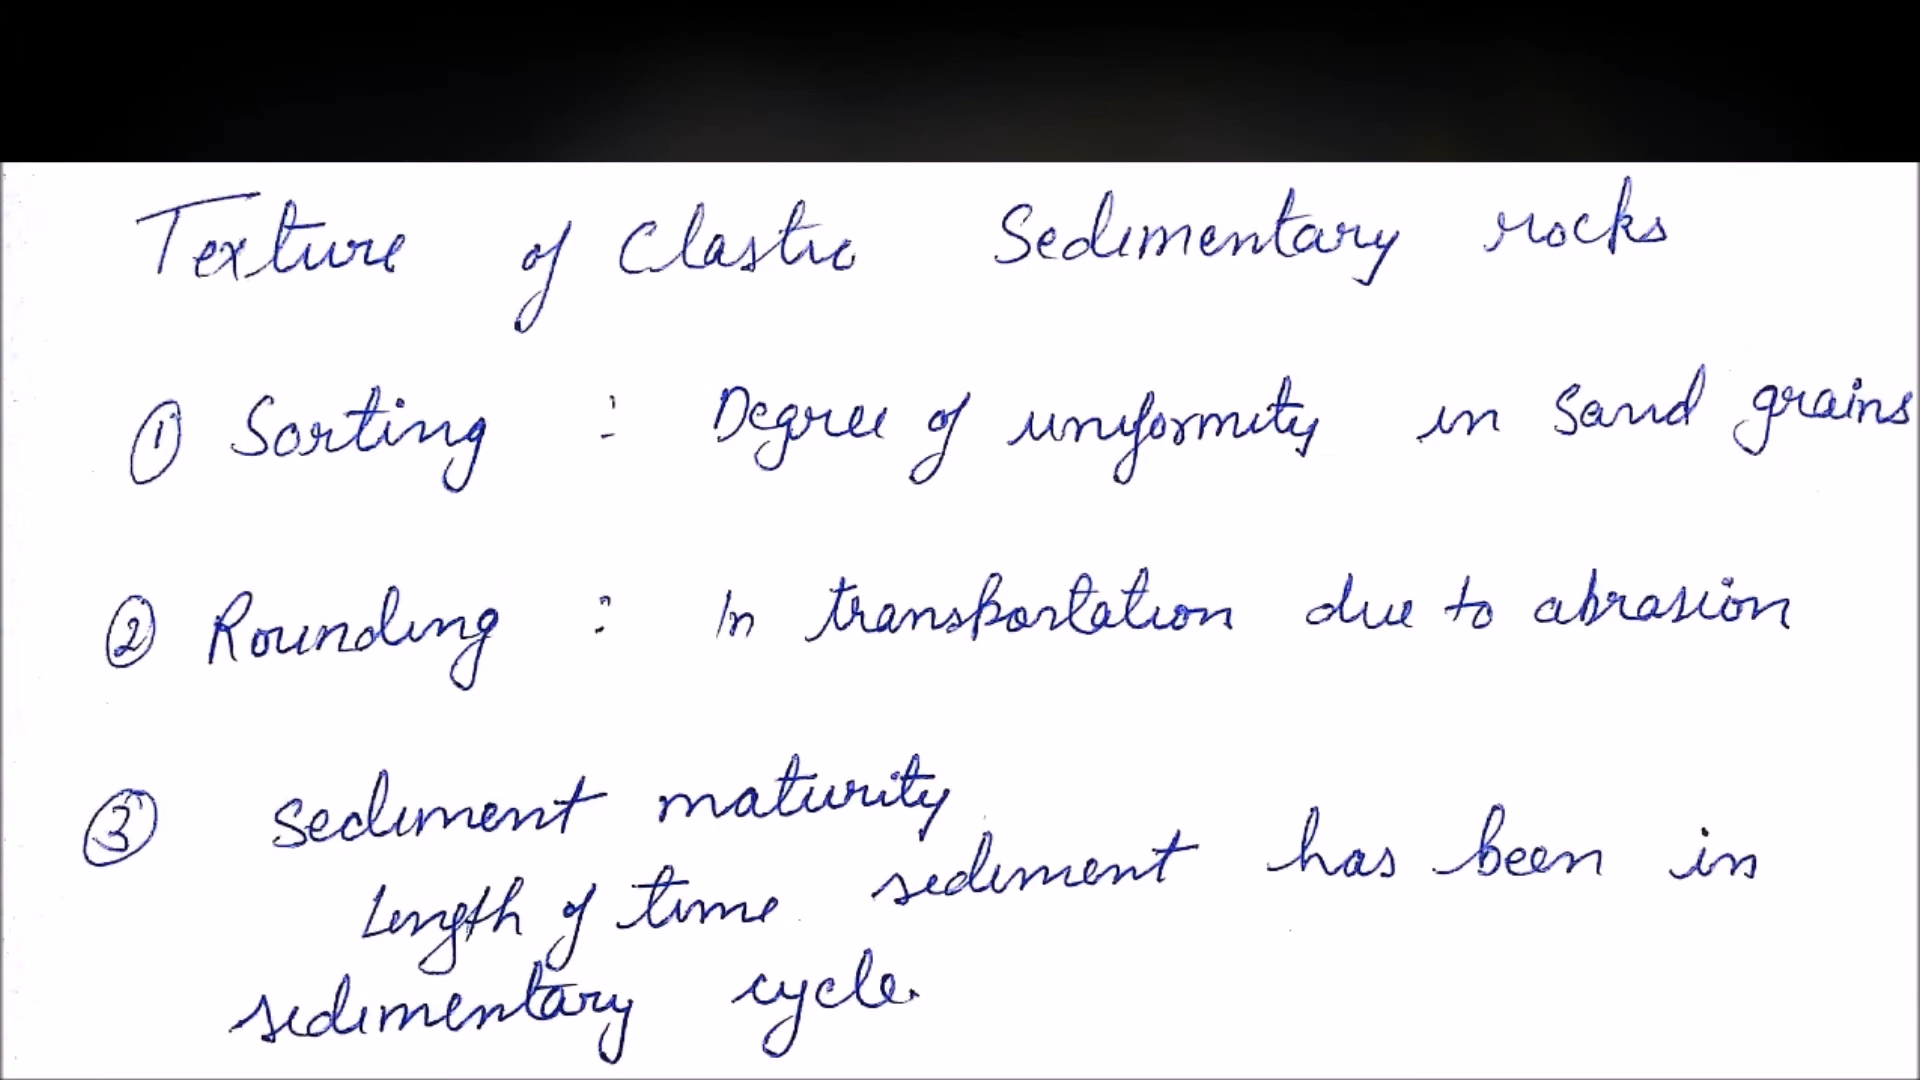 Texture of Clastic Sedimentary rocks
① Sorting : Degree of uniformity in Sand grains
② Rounding : In transportation due to abrasion
③ Sediment maturity
Length of time sediment has been in
sedimentary cycle.